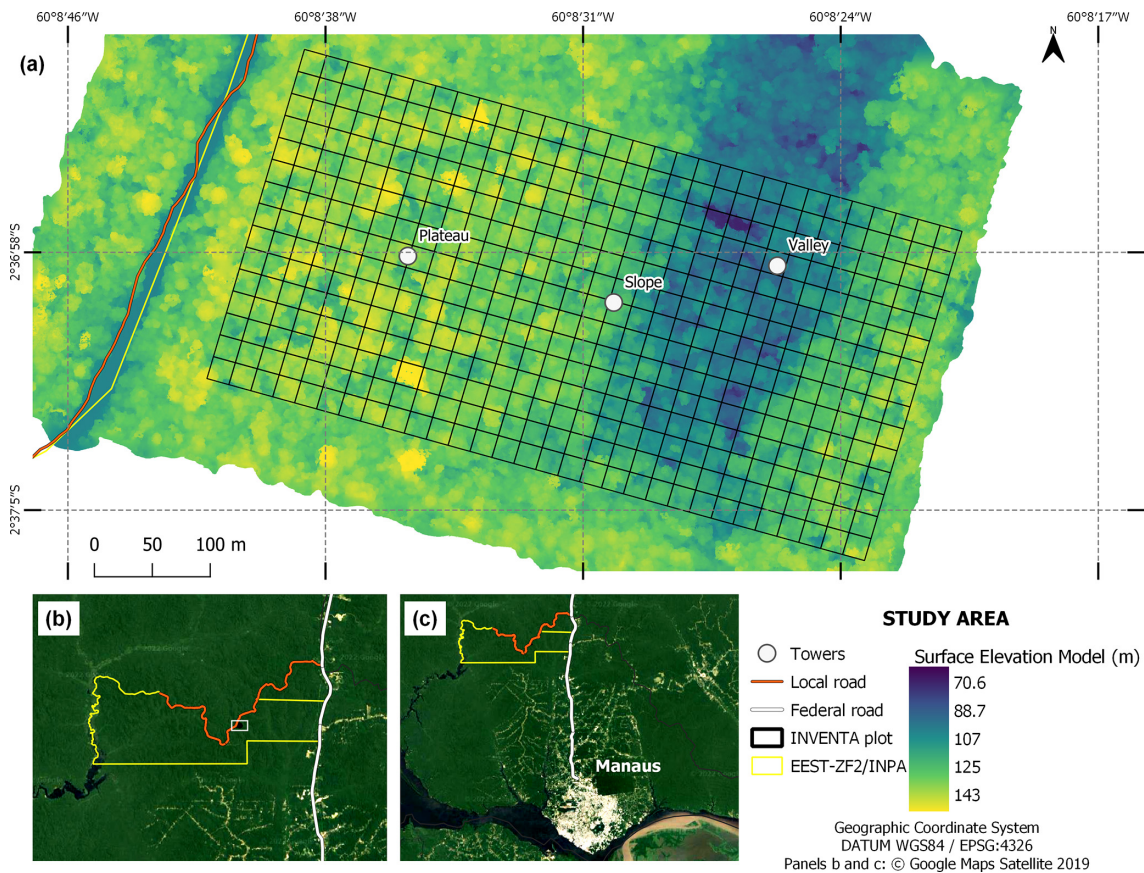 60°8′46″W 60°8′38″W 60°8′31″W 60°8′24″W 60°8′17″W
(a)
N
2°36′58″S
Plateau
Valley
Slope
2°37′5″S
0 50 100 m
(b)
(c)
Manaus
STUDY AREA
Towers
Local road
Federal road
INVENTA plot
EEST-ZF2/INPA
Surface Elevation Model (m)
70.6
88.7
107
125
143
Geographic Coordinate System
DATUM WGS84 / EPSG:4326
Panels b and c: © Google Maps Satellite 2019